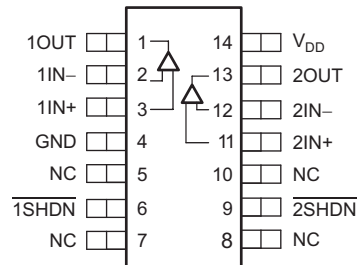 1OUT 1 14 V_DD
1IN− 2 13 2OUT
1IN+ 3 12 2IN−
GND 4 11 2IN+
NC 5 10 NC
1SHDN 6 9 2SHDN
NC 7 8 NC